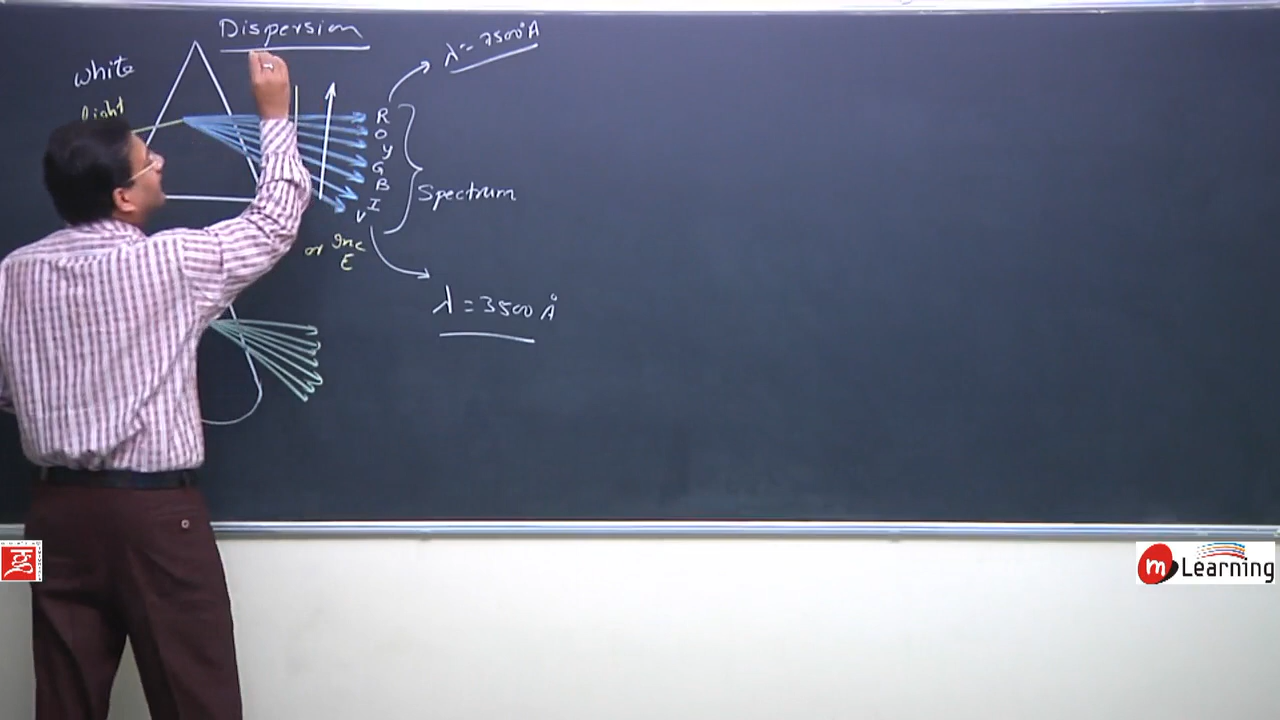 Dispersion
white
light
λ = 7500 Å
R
O
Y
G
B
I
V
Spectrum
or Inc
E
λ = 3500 Å
m Learning